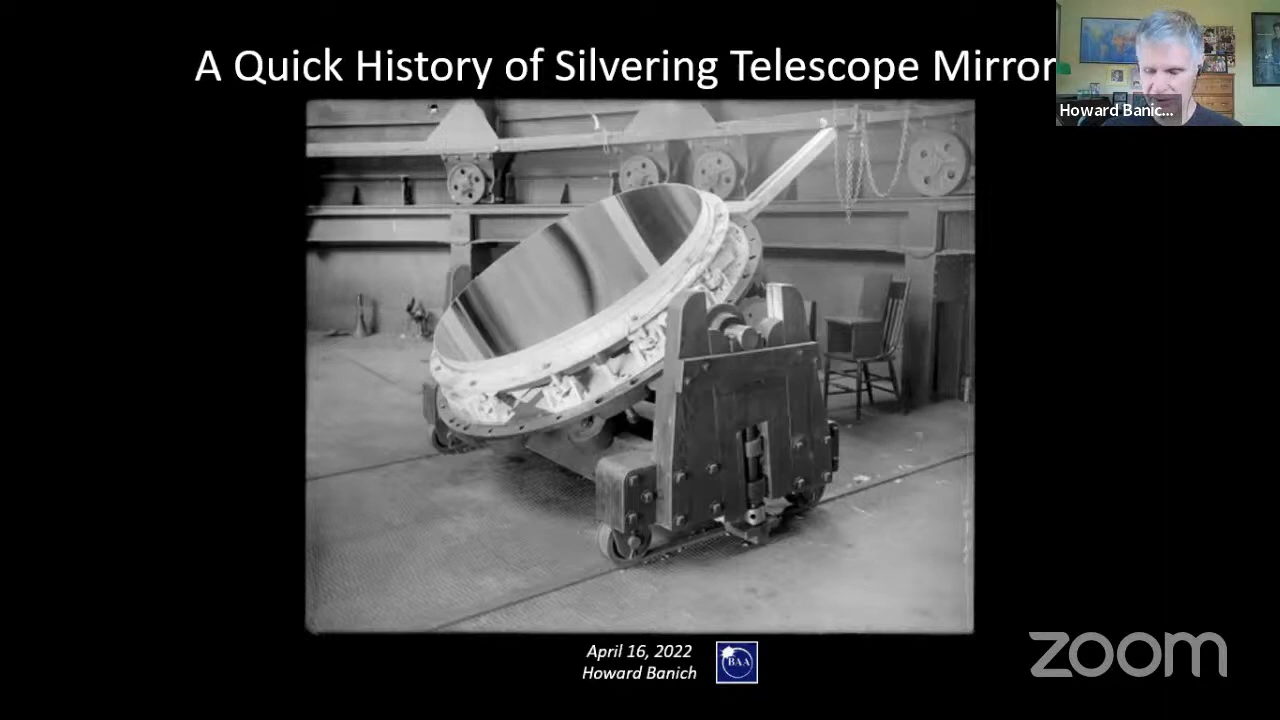 A Quick History of Silvering Telescope Mirror
Howard Banic...
April 16, 2022
Howard Banich
BAA
zoom